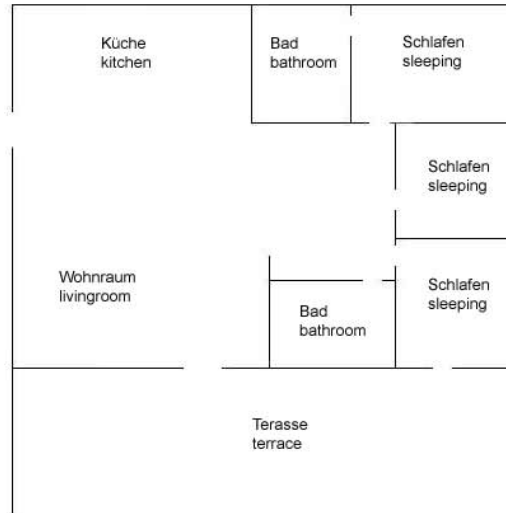 Küche
kitchen
Bad
bathroom
Schlafen
sleeping
Schlafen
sleeping
Wohnraum
livingroom
Schlafen
sleeping
Bad
bathroom
Terasse
terrace